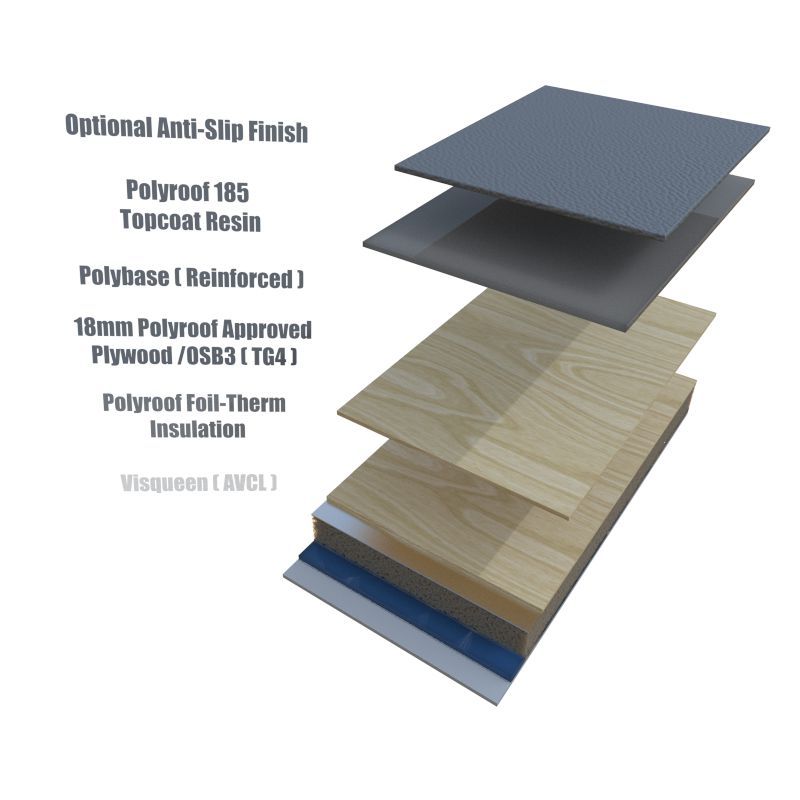 Optional Anti-Slip Finish
Polyroof 185
Topcoat Resin
Polybase ( Reinforced )
18mm Polyroof Approved
Plywood /OSB3 ( TG4 )
Polyroof Foil-Therm
Insulation
Visqueen ( AVCL )